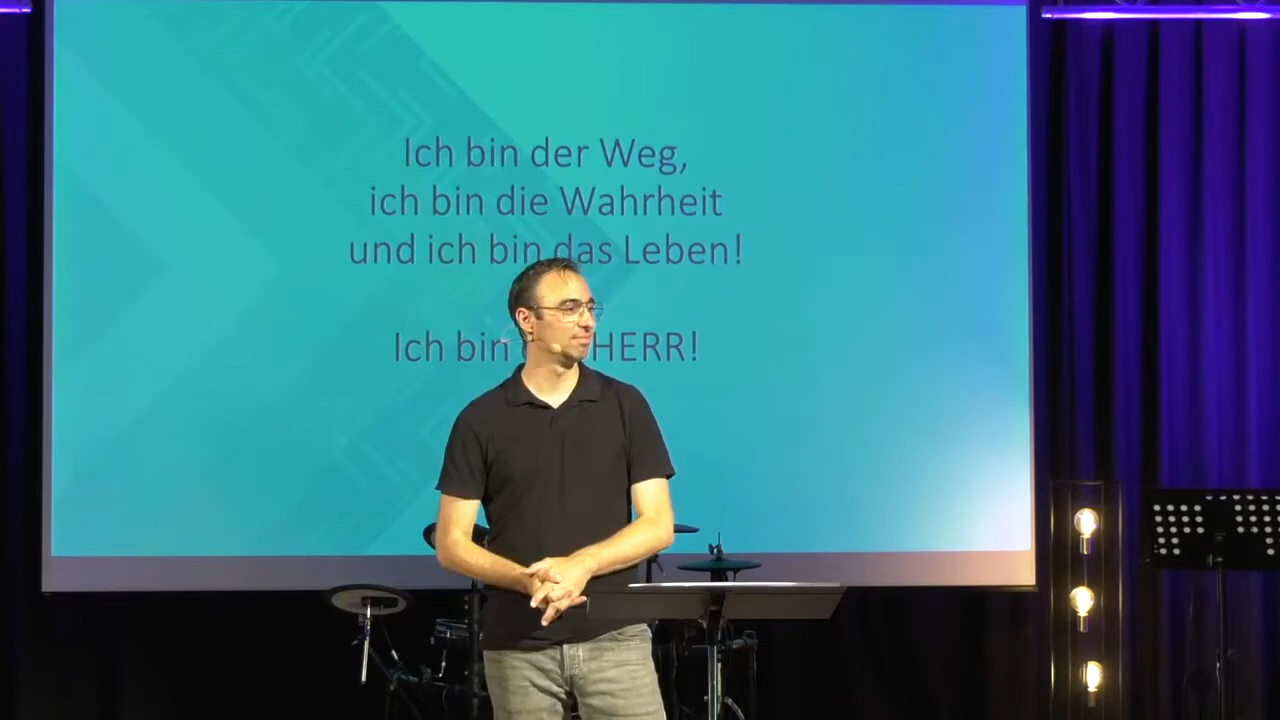 Ich bin der Weg,
ich bin die Wahrheit
und ich bin das Leben!
Ich bin HERR!